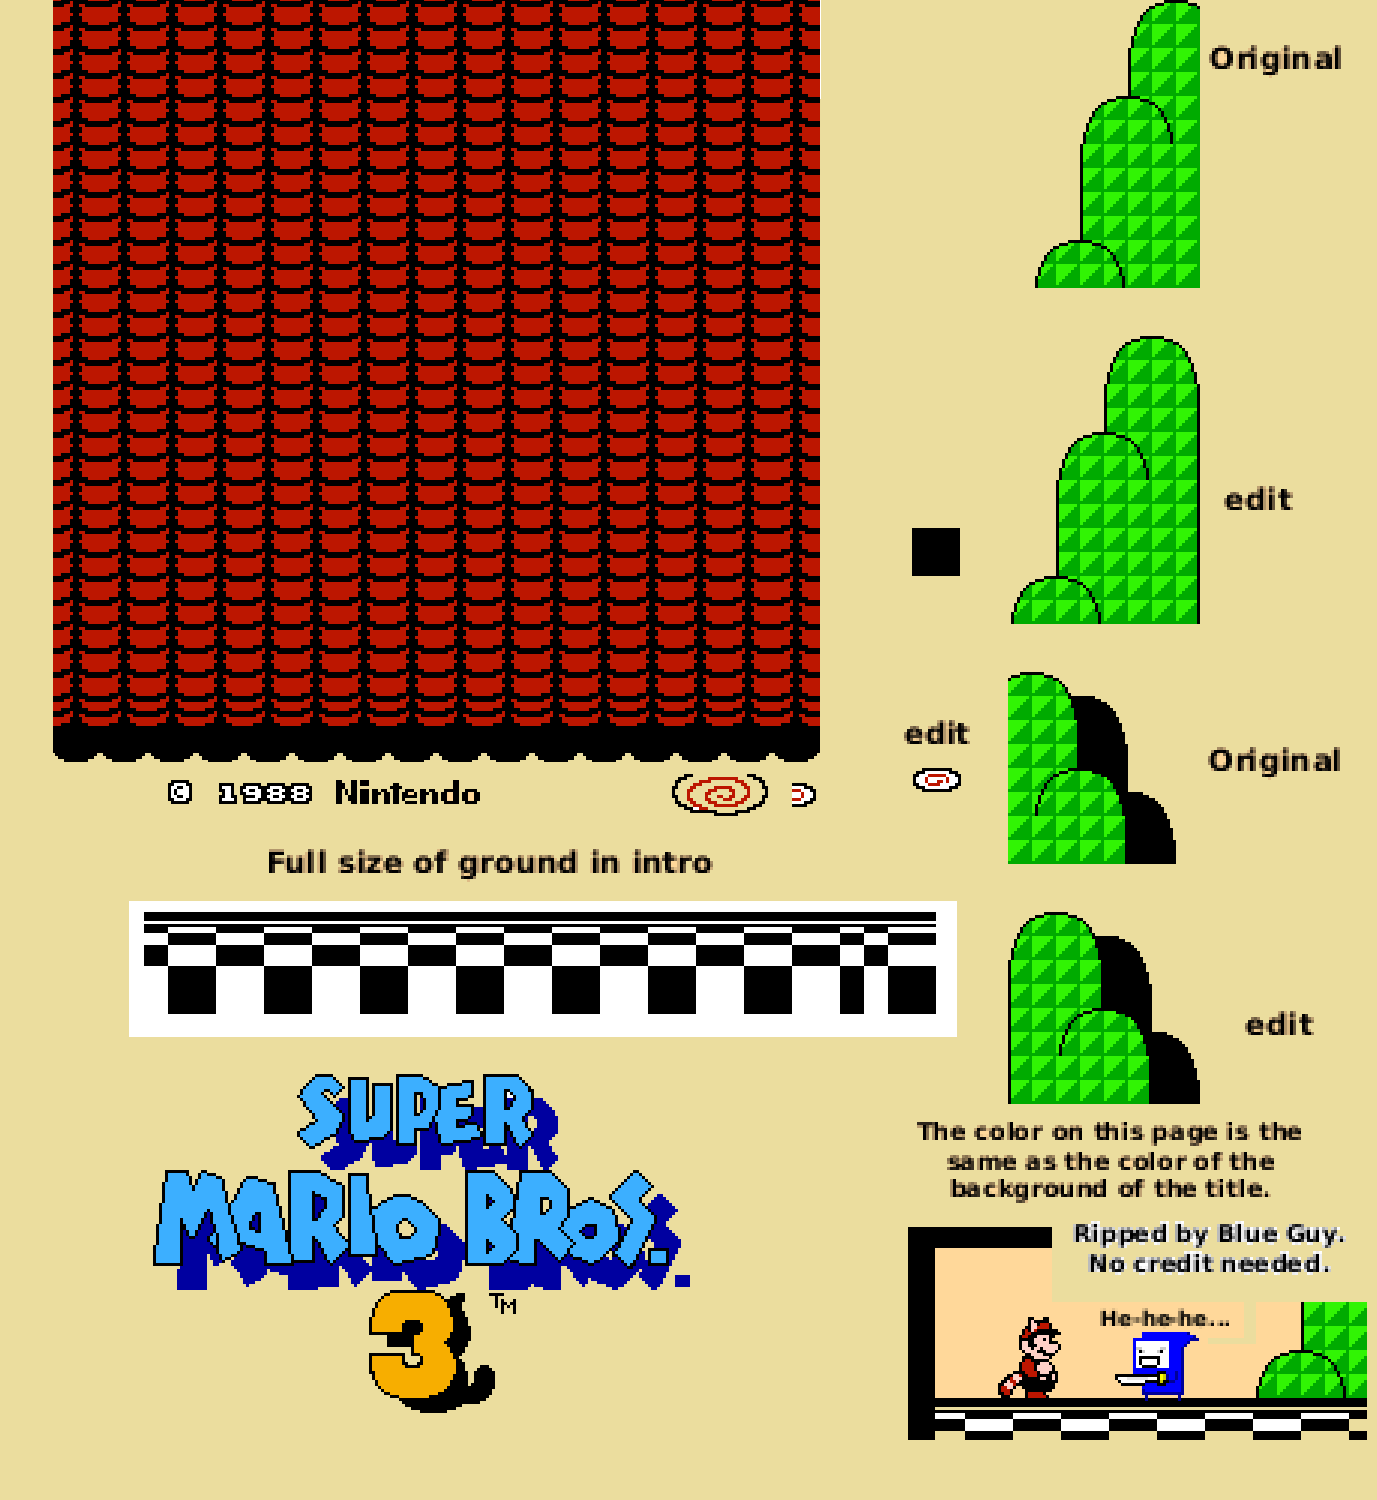 Original
edit
edit
Original
© 1988 Nintendo
Full size of ground in intro
edit
SUPER
MARIO BROS.
3 TM
The color on this page is the
same as the color of the
background of the title.
Ripped by Blue Guy.
No credit needed.
He-he-he...